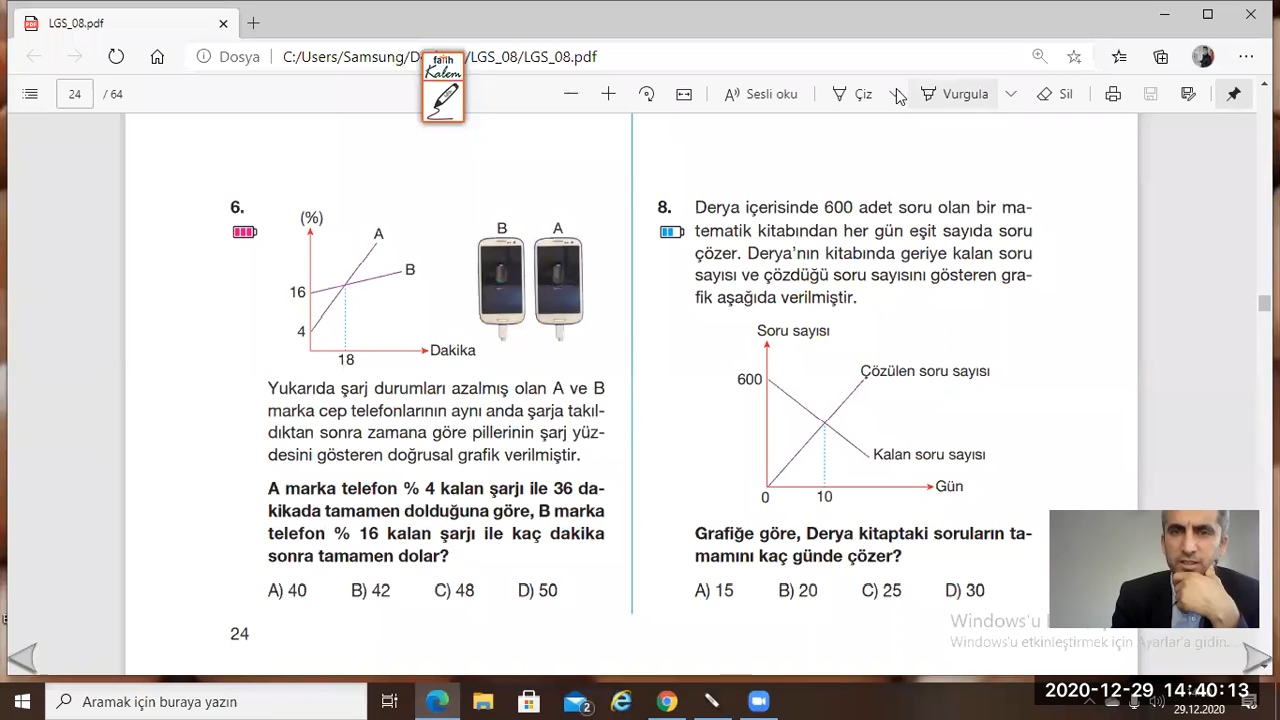 LGS_08.pdf
Dosya
C:/Users/Samsung/De
/LGS_08/LGS_08.pdf
fatih
Kalem
24 / 64
Sesli oku
Çiz
Vurgula
Sil
6.
(%)
A
B
16
4
18
Dakika
B A
Yukarıda şarj durumları azalmış olan A ve B
marka cep telefonlarının aynı anda şarja takıl-
dıktan sonra zamana göre pillerinin şarj yüz-
desini gösteren doğrusal grafik verilmiştir.
A marka telefon % 4 kalan şarjı ile 36 da-
kikada tamamen dolduğuna göre, B marka
telefon % 16 kalan şarjı ile kaç dakika
sonra tamamen dolar?
A) 40 B) 42 C) 48 D) 50
24
8.
Derya içerisinde 600 adet soru olan bir ma-
tematik kitabından her gün eşit sayıda soru
çözer. Derya'nın kitabında geriye kalan soru
sayısı ve çözdüğü soru sayısını gösteren gra-
fik aşağıda verilmiştir.
Soru sayısı
600
Çözülen soru sayısı
Kalan soru sayısı
Gün
0
10
Grafiğe göre, Derya kitaptaki soruların ta-
mamını kaç günde çözer?
A) 15 B) 20 C) 25 D) 30
Windows'u
Windows'u etkinleştirmek için Ayarlar'a gidin.
Aramak için buraya yazın
2
2020-12-29 14:40:13
29.12.2020